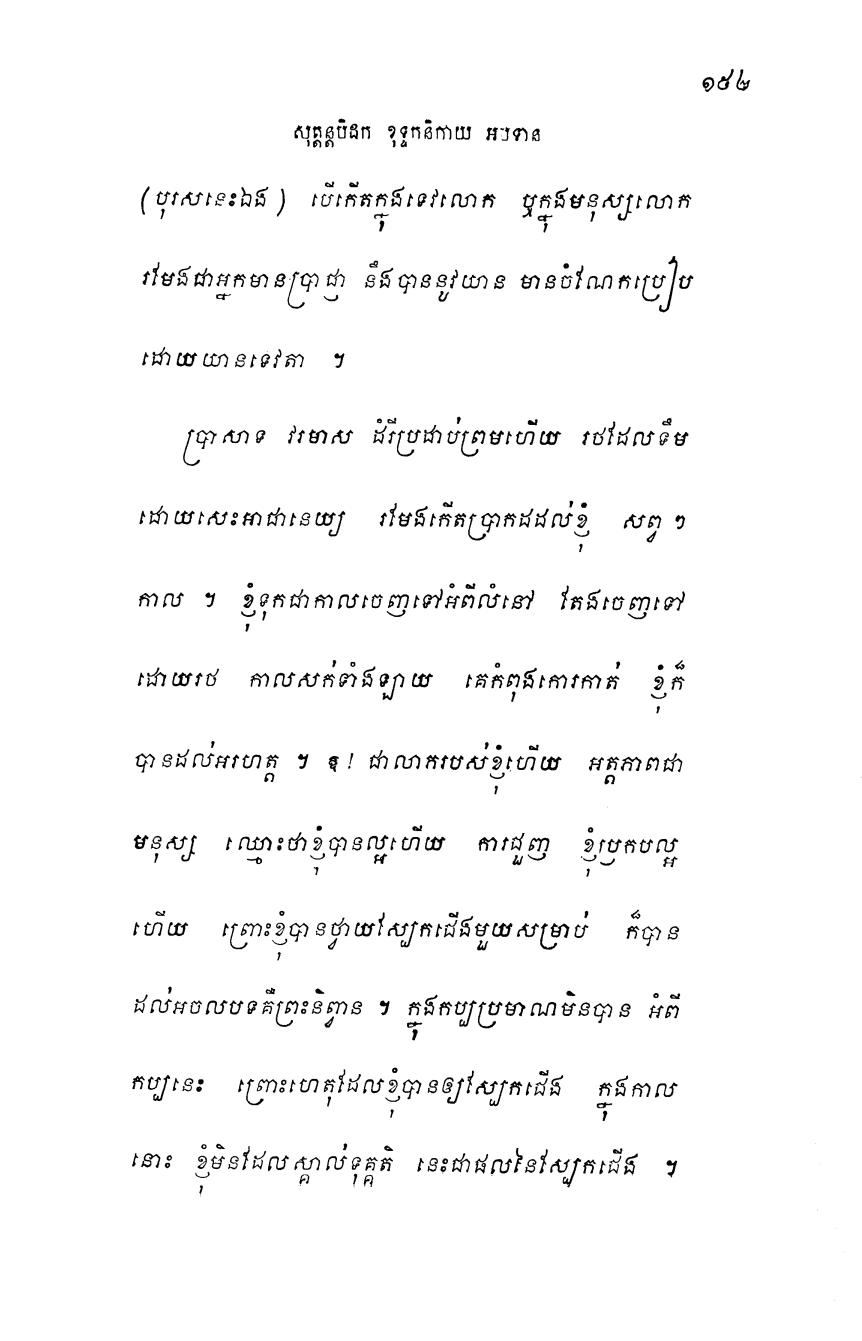 ១៥៤
សុត្តន្តបិដក ខុទ្ទកនិកាយ អបទាន
(បុរសនេះឯង) បើកើតក្នុងទេវលោក ឬក្នុងមនុស្សលោក
រមែងជាអ្នកមានប្រាជ្ញា នឹងបាននូវយាន មានចំណែកប្រៀប
ដោយយានទេវតា ។
ប្រាសាទ វរមាស ដំរីប្រដាប់ព្រមហើយ រថដែលទឹម
ដោយសេះអាជានេយ្យ រមែងកើតប្រាកដដល់ខ្ញុំ សព្វ ៗ
កាល ។ ខ្ញុំទុកជាកាលចេញទៅអំពីលំនៅ តែងចេញទៅ
ដោយរថ កាលសក់ទាំងឡាយ គេកំពុងកោរកាត់ ខ្ញុំក៏
បានដល់អរហត្ត ។ ឱ! ជាលាភរបស់ខ្ញុំហើយ អត្តភាពជា
មនុស្ស ឈ្មោះថាខ្ញុំបានល្អហើយ ការជួញ ខ្ញុំប្រកបល្អ
ហើយ ព្រោះខ្ញុំបានថ្វាយស្បែកជើងមួយសម្រាប់ ក៏បាន
ដល់អចលបទគឺព្រះនិព្វាន ។ ក្នុងកប្បប្រមាណមិនបាន អំពី
កប្បនេះ ព្រោះហេតុដែលខ្ញុំបានឲ្យស្បែកជើង ក្នុងកាល
នោះ ខ្ញុំមិនដែលស្គាល់ទុគ្គតិ នេះជាផលនៃស្បែកជើង ។